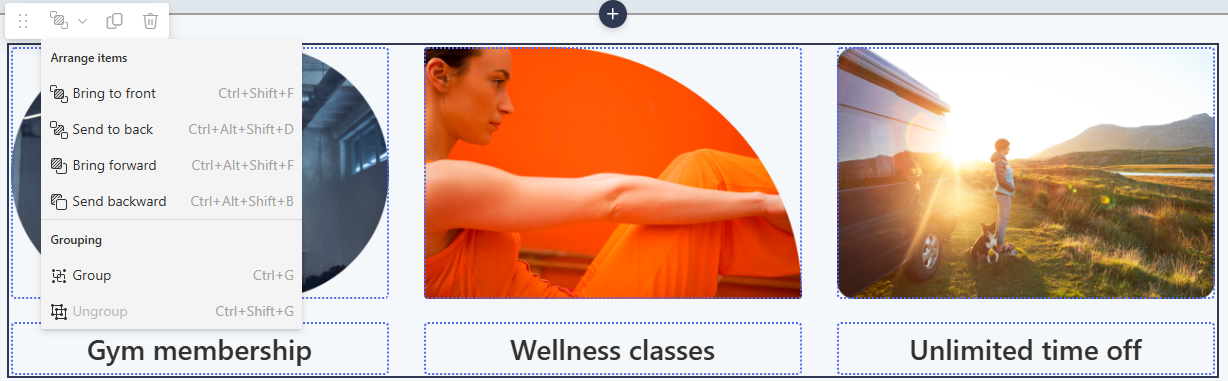 Arrange items
Bring to front Ctrl+Shift+F
Send to back Ctrl+Alt+Shift+D
Bring forward Ctrl+Alt+Shift+F
Send backward Ctrl+Alt+Shift+B
Grouping
Group Ctrl+G
Ungroup Ctrl+Shift+G
Gym membership
Wellness classes
Unlimited time off